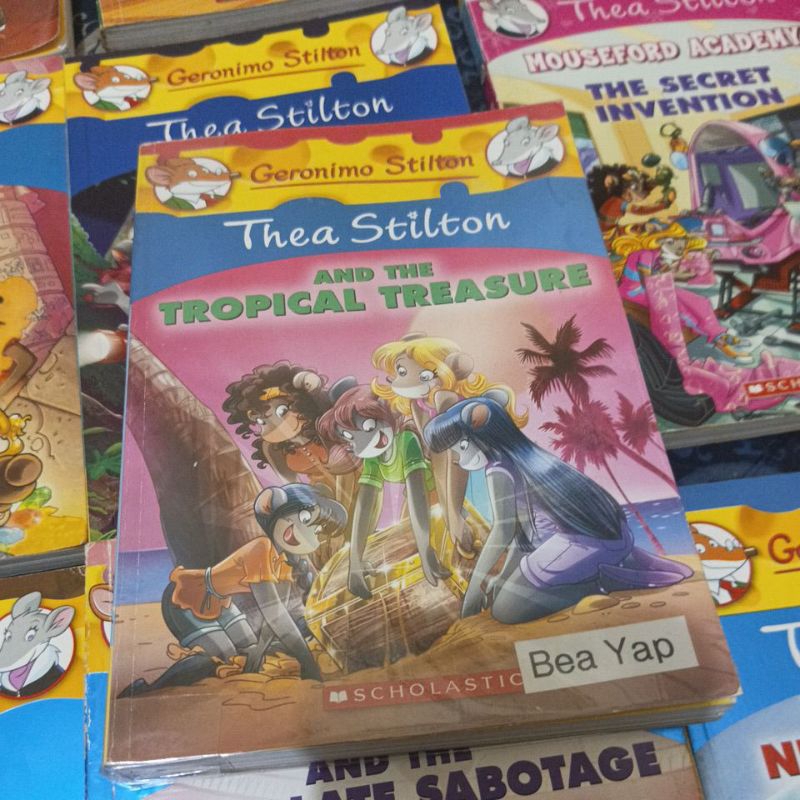 Geronimo Stilton
Thea Stilton
Thea Stilton
MOUSEFORD ACADEMY
THE SECRET
INVENTION
Geronimo Stilton
Thea Stilton
AND THE
TROPICAL TREASURE
SCHOLASTIC
Bea Yap
AND THE
LATE SABOTAGE